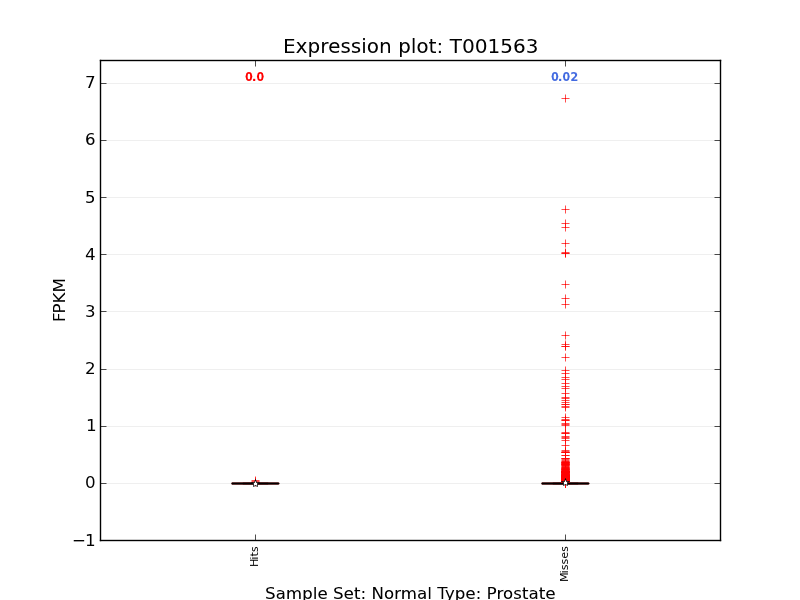 Expression plot: T001563
0.0
0.02
7
6
5
4
3
2
1
0
−1
FPKM
Hits
Misses
Sample Set: Normal Type: Prostate